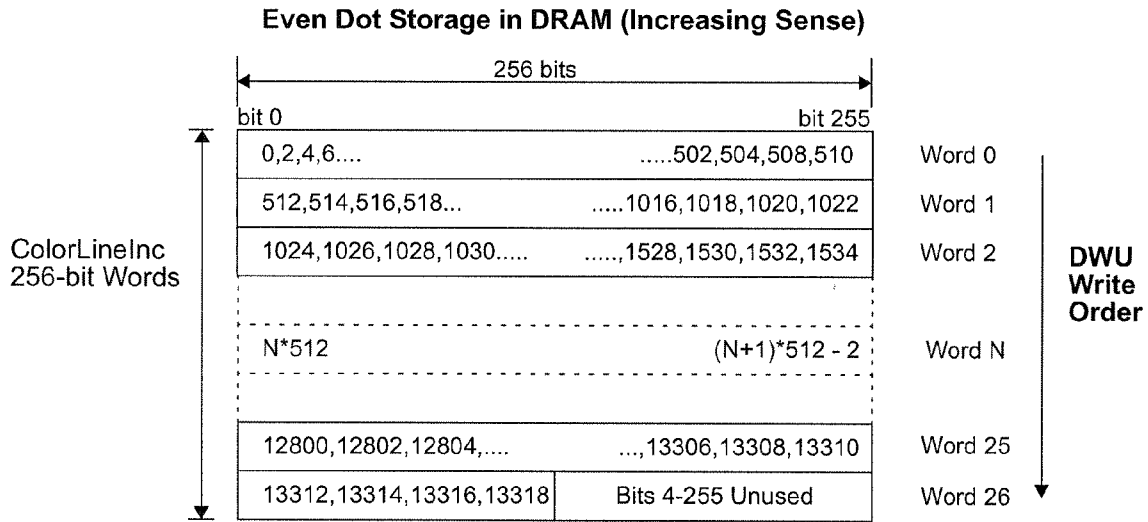 Even Dot Storage in DRAM (Increasing Sense)
256 bits
bit 0 bit 255
0,2,4,6.... .....502,504,508,510 Word 0
512,514,516,518... .....1016,1018,1020,1022 Word 1
1024,1026,1028,1030..... .....,1528,1530,1532,1534 Word 2
ColorLineInc
256-bit Words
DWU
Write
Order
N*512 (N+1)*512 - 2 Word N
12800,12802,12804,.... ...,13306,13308,13310 Word 25
13312,13314,13316,13318 Bits 4-255 Unused Word 26